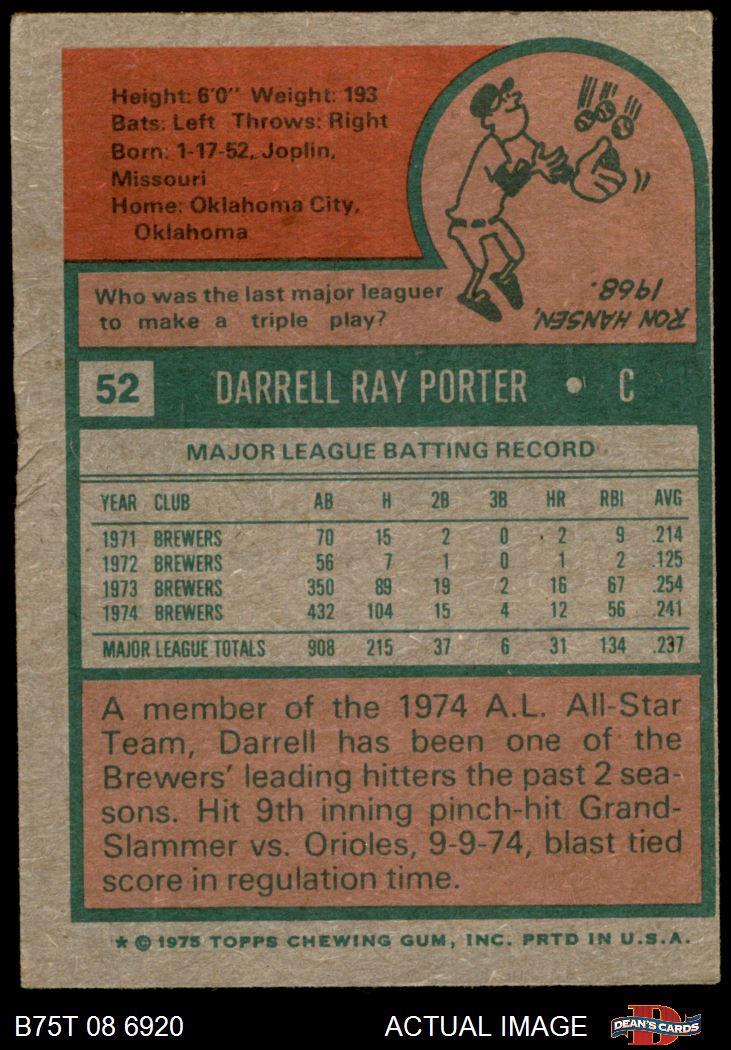 Height: 6'0" Weight: 193
Bats: Left Throws: Right
Born: 1-17-52, Joplin,
Missouri
Home: Oklahoma City,
Oklahoma
Who was the last major leaguer
to make a triple play?
RON HANSEN,
1968.
52 DARRELL RAY PORTER • C
MAJOR LEAGUE BATTING RECORD
YEAR CLUB AB H 2B 3B HR RBI AVG
1971 BREWERS 70 15 2 0 2 9 .214
1972 BREWERS 56 7 1 0 1 2 .125
1973 BREWERS 350 89 19 2 16 67 .254
1974 BREWERS 432 104 15 4 12 56 .241
MAJOR LEAGUE TOTALS 908 215 37 6 31 134 .237
A member of the 1974 A.L. All-Star
Team, Darrell has been one of the
Brewers' leading hitters the past 2 sea-
sons. Hit 9th inning pinch-hit Grand-
Slammer vs. Orioles, 9-9-74, blast tied
score in regulation time.
* © 1975 TOPPS CHEWING GUM, INC. PRTD IN U.S.A.
B75T 08 6920 ACTUAL IMAGE D DEAN'S CARDS